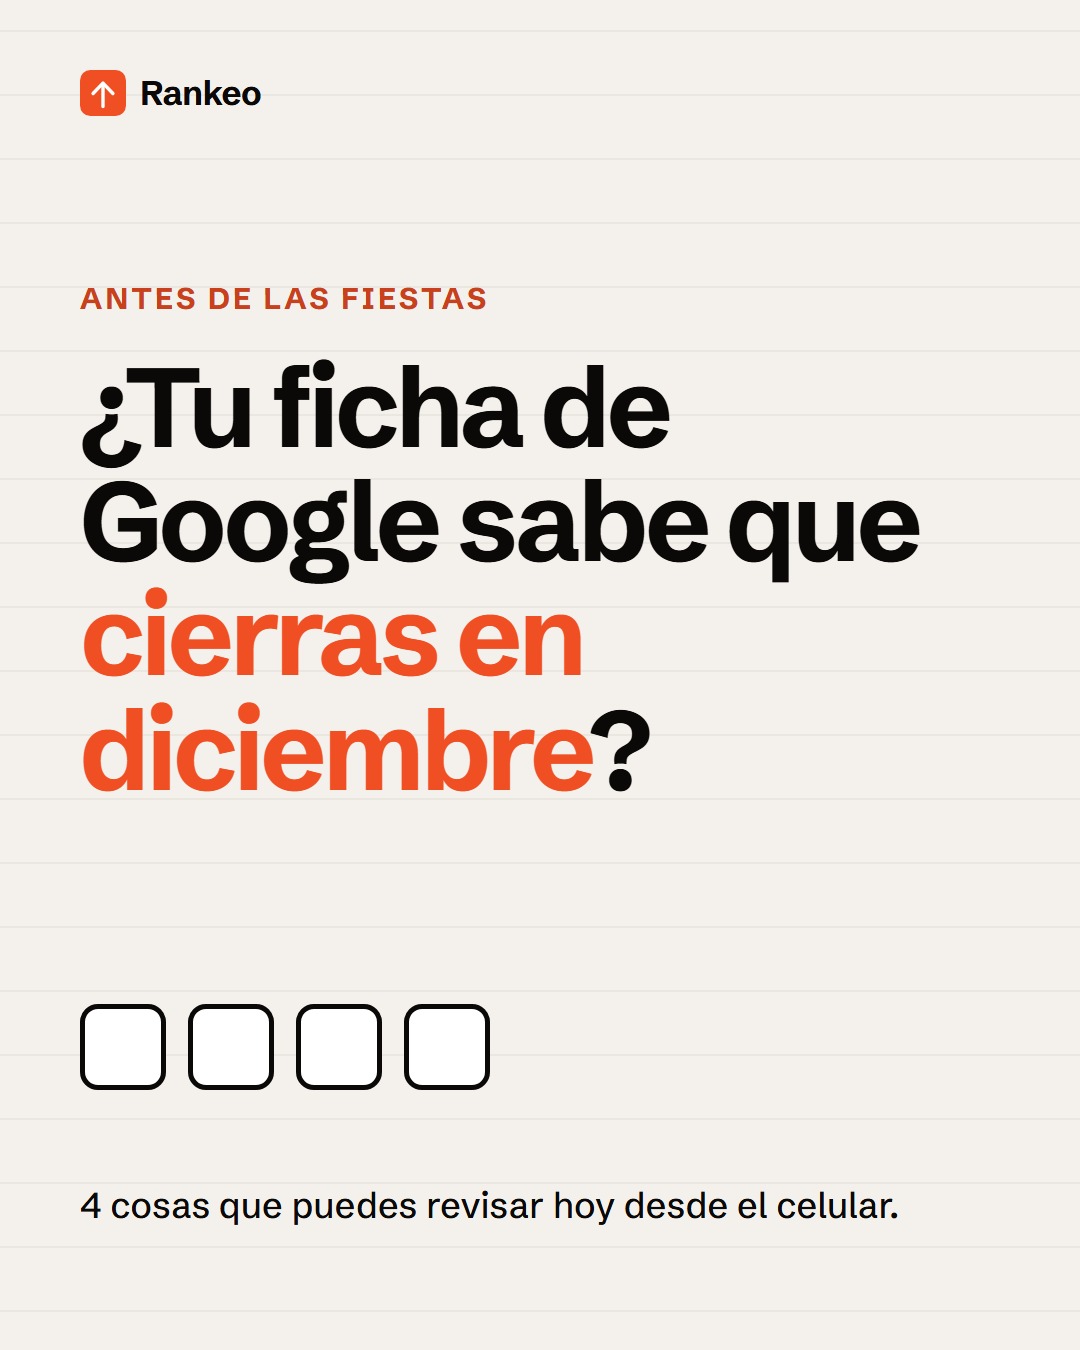 Rankeo
ANTES DE LAS FIESTAS
¿Tu ficha de
Google sabe que
cierras en
diciembre?
4 cosas que puedes revisar hoy desde el celular.